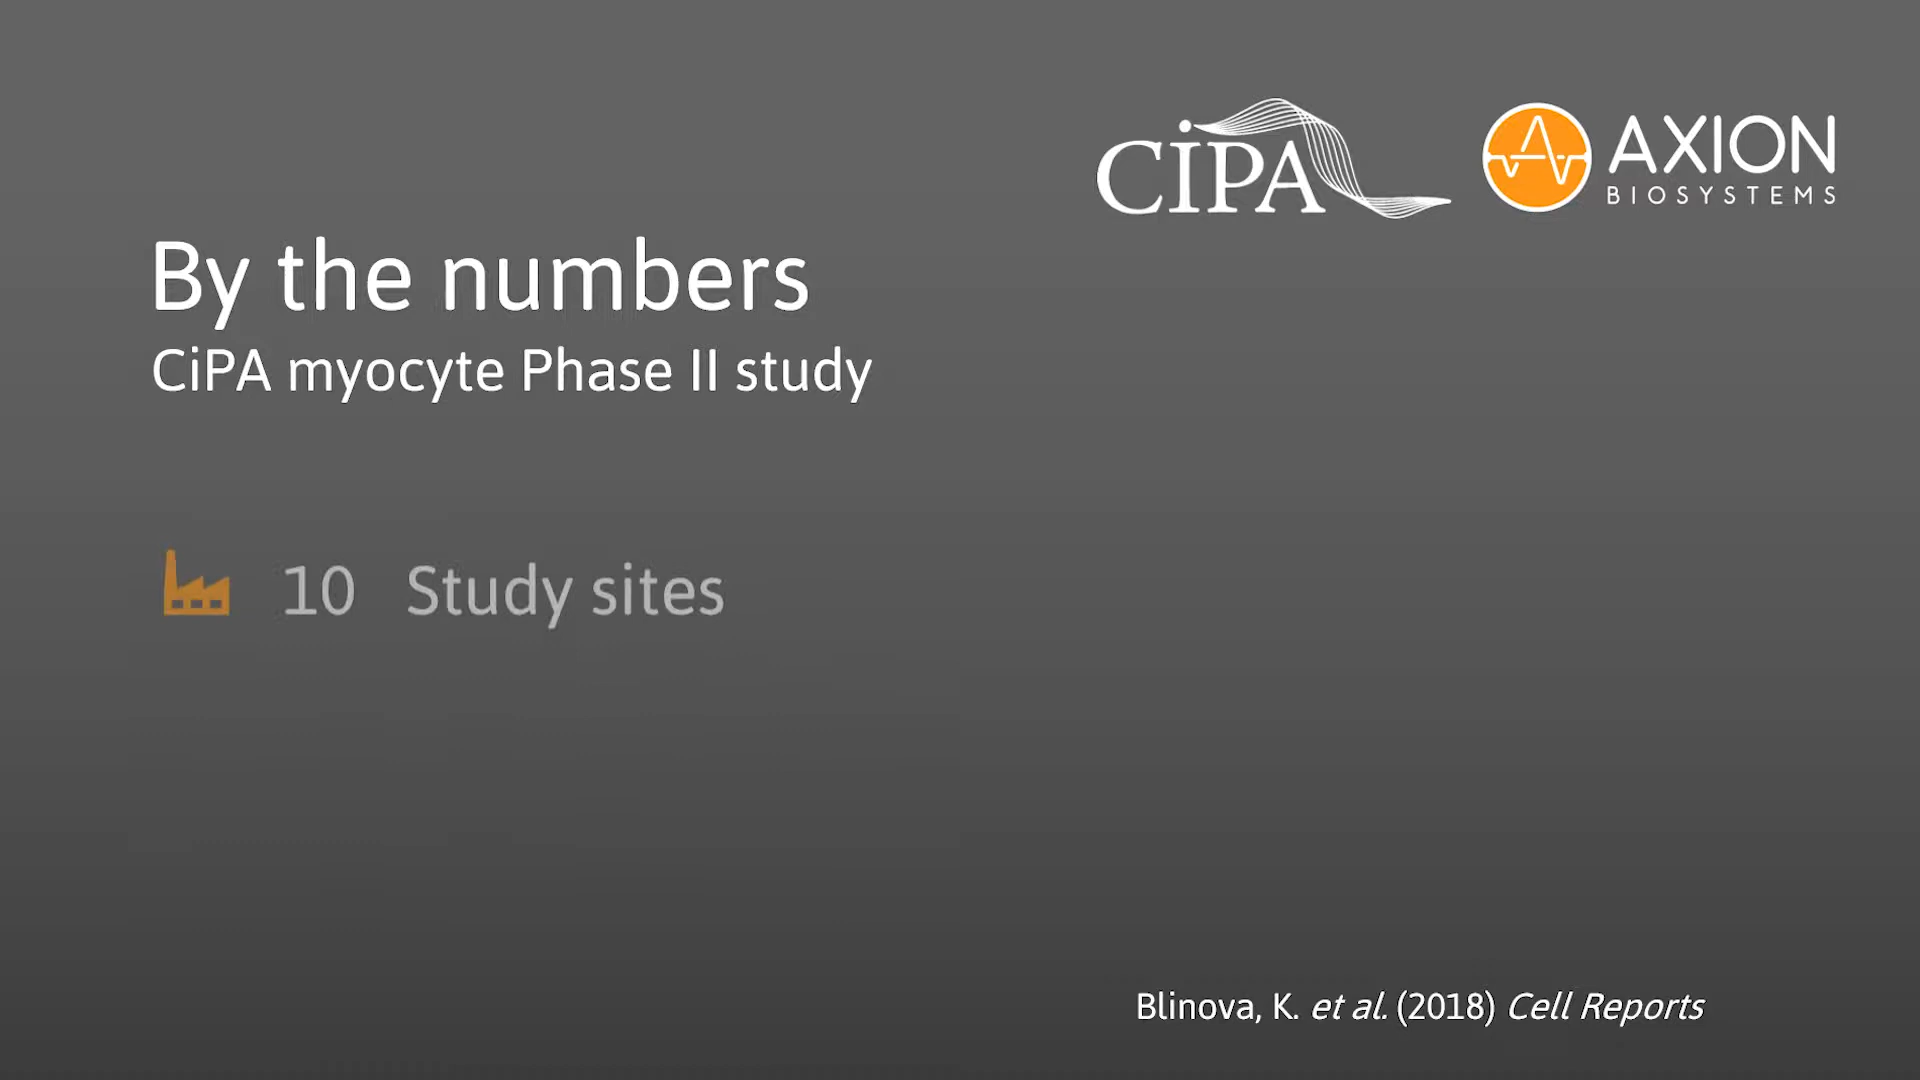 CiPA
AXION
BIOSYSTEMS
By the numbers
CiPA myocyte Phase II study
10 Study sites
Blinova, K. et al. (2018) Cell Reports